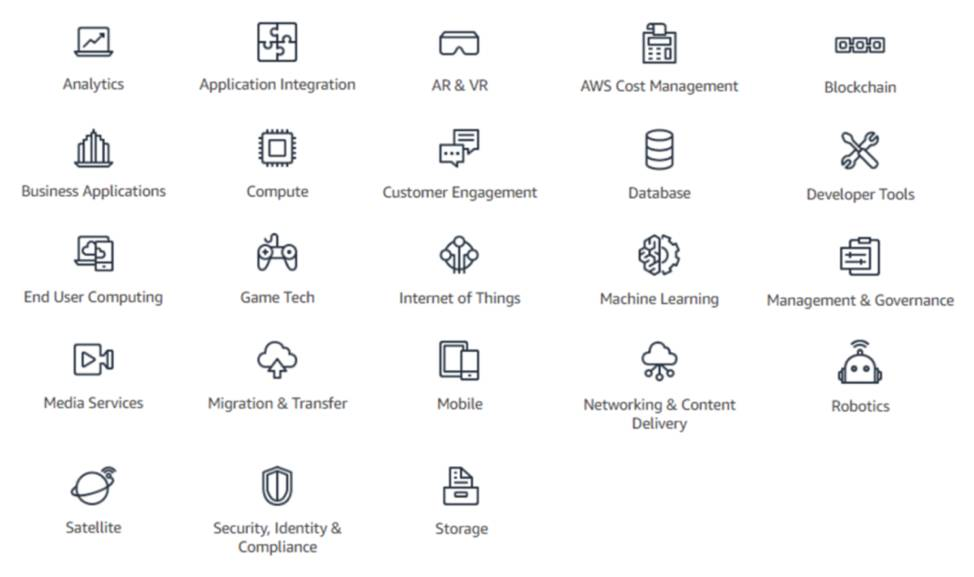 Analytics
Application Integration
AR & VR
AWS Cost Management
Blockchain
Business Applications
Compute
Customer Engagement
Database
Developer Tools
End User Computing
Game Tech
Internet of Things
Machine Learning
Management & Governance
Media Services
Migration & Transfer
Mobile
Networking & Content
Delivery
Robotics
Satellite
Security, Identity &
Compliance
Storage